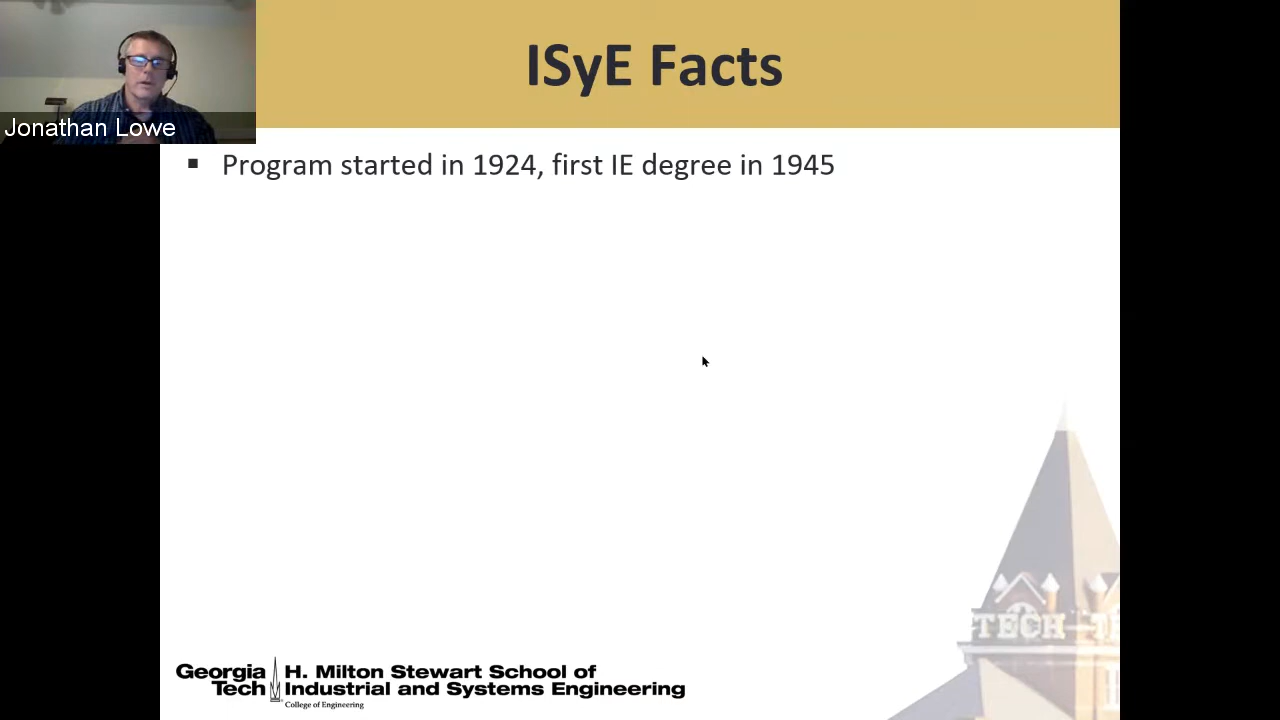 ISyE Facts
Jonathan Lowe
▪ Program started in 1924, first IE degree in 1945
TECH
Georgia Tech
H. Milton Stewart School of
Industrial and Systems Engineering
College of Engineering